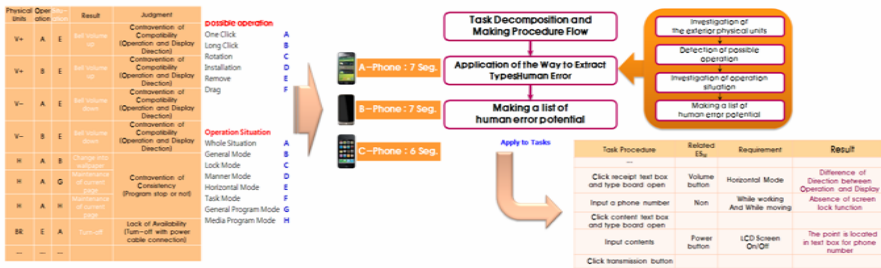 Physical Units
Oper ation
Result
Judgment
V+ A E Bell volume up
Contravention of
Compatibility
(Operation and Display
Direction)
V+ B E Bell volume up
Contravention of
Compatibility
(Operation and Display
Direction)
V− A E Bell volume down
Contravention of
Compatibility
(Operation and Display
Direction)
V− B E Bell volume down
Contravention of
Compatibility
(Operation and Display
Direction)
H A B Change into wallpaper
H A G Maintenance of current page
H A H Maintenance of current page
Contravention of
Consistency
(Program stop or not)
BR E A Turn-off
Lack of Availability
(Turn-off with power
cable connection)
--- --- --- ---
possible operation
One Click A
Long Click B
Rotation C
Installation D
Remove E
Drag F
Operation Situation
Whole Situation A
General Mode B
Lock Mode C
Manner Mode D
Horizontal Mode E
Task Mode F
General Program Mode G
Media Program Mode H
A-Phone : 7 Seg.
B-Phone : 7 Seg.
C-Phone : 6 Seg.
Task Decomposition and
Making Procedure Flow
Application of the Way to Extract
TypesHuman Error
Making a list of
human error potential
Investigation of
the exterior physical units
Detection of possible
operation
Investigation of operation
situation
Making a list of
human error potential
Apply to Tasks
Task Procedure
Related
Requirement
Result
---
Click receipt text box
and type board open
Volume
button
Horizontal Mode
Difference of
Direction between
Operation and Display
Input a phone number
Non
While working
And While moving
Absence of screen
lock function
Click content text box
and type board open
Input contents
Power
button
LCD Screen
On/Off
The point is located
in text box for phone
number
Click transmission button